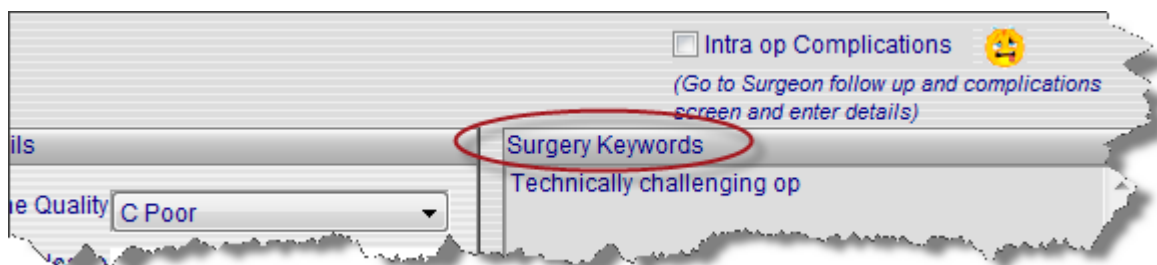 Intra op Complications
(Go to Surgeon follow up and complications
screen and enter details)
ils
Surgery Keywords
ne Quality
C Poor
Technically challenging op